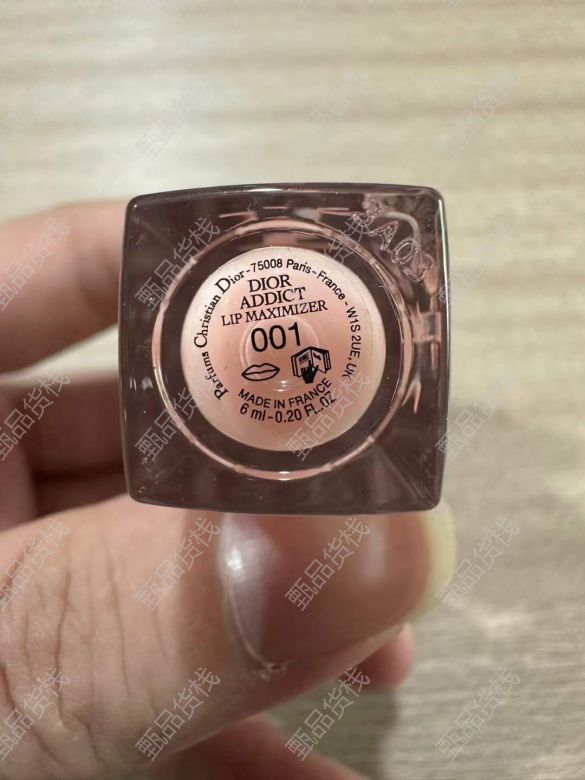 Parfums Christian Dior-75008 Paris-France - W1S 2UE, UK
DIOR
ADDICT
LIP MAXIMIZER
001
MADE IN FRANCE
6 ml-0.20 FL.OZ
甄品货栈